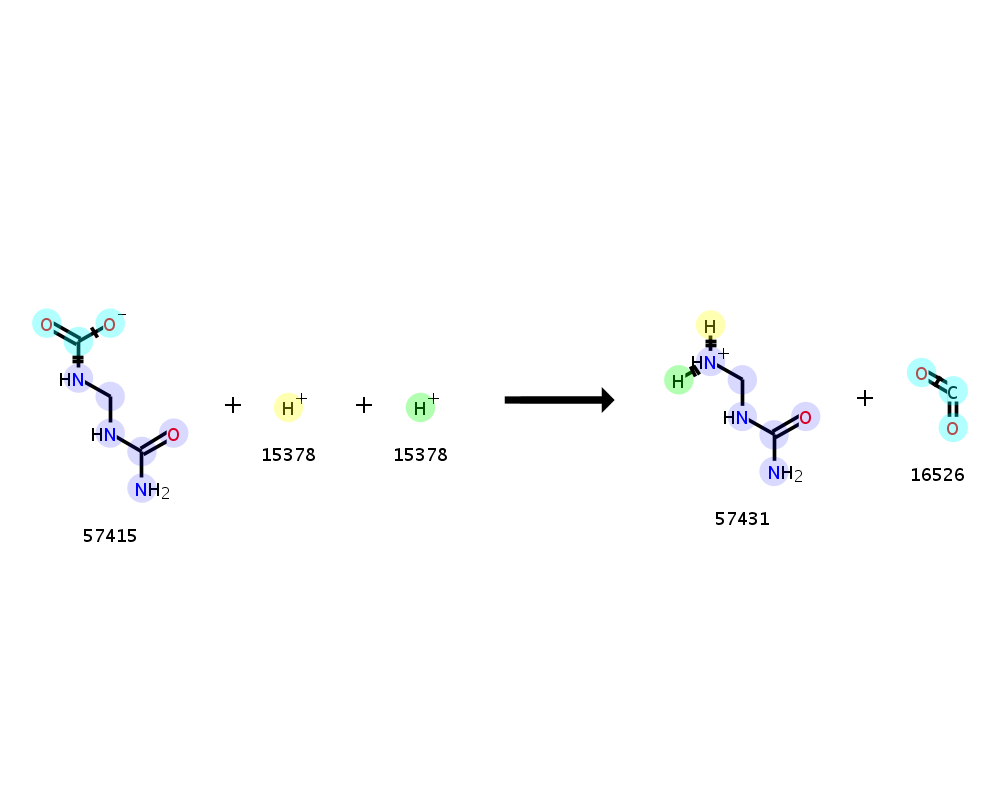 O O−
HN
HN O
NH2
57415
+
H+
15378
+
H+
15378
H
HN+
H
HN O
NH2
57431
+
O
C
O
16526